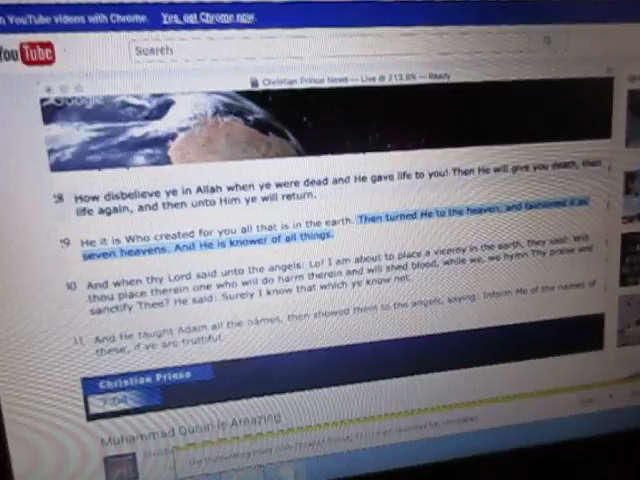 YouTube videos with Chrome. Yes, get Chrome now.
You Tube
Search
Christian Prince News — Live @ 213.8% — Ready
Google
28 How disbelieve ye in Allah when ye were dead and He gave life to you! Then He will give you death, then
life again, and then unto Him ye will return.
29 He it is Who created for you all that is in the earth. Then turned He to the heaven, and fashioned it as
seven heavens. And He is knower of all things.
30 And when thy Lord said unto the angels: Lo! I am about to place a viceroy in the earth, they said: Will
thou place therein one who will do harm therein and will shed blood, while we, we hymn Thy praise and
sanctify Thee? He said: Surely I know that which ye know not.
31 And He taught Adam all the names, then showed them to the angels, saying: Inform Me of the names of
these, if ye are truthful.
Christian Prince
Muhammad Quran is Amazing